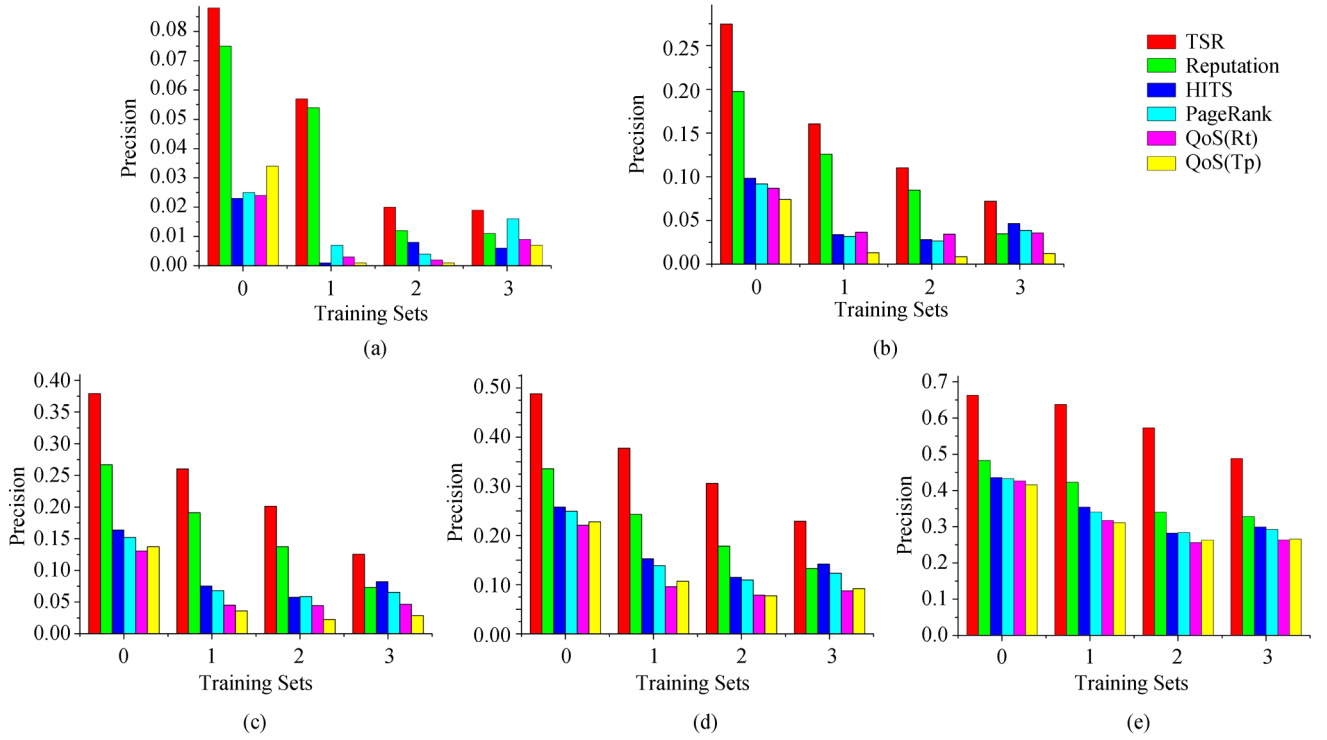 0.08
0.06
0.05
0.04
0.03
0.02
0.01
0.00
Precision
0 1 2 3
Training Sets
(a)
0.25
0.20
0.15
0.10
0.05
0.00
Precision
0 1 2 3
Training Sets
(b)
TSR
Reputation
HITS
PageRank
QoS(Rt)
QoS(Tp)
0.40
0.35
0.30
0.25
0.20
0.15
0.10
0.05
0.00
Precision
0 1 2 3
Training Sets
(c)
0.50
0.40
0.30
0.20
0.10
0.00
Precision
0 1 2 3
Training Sets
(d)
0.7
0.6
0.5
0.4
0.3
0.2
0.1
0.0
Precision
0 1 2 3
Training Sets
(e)